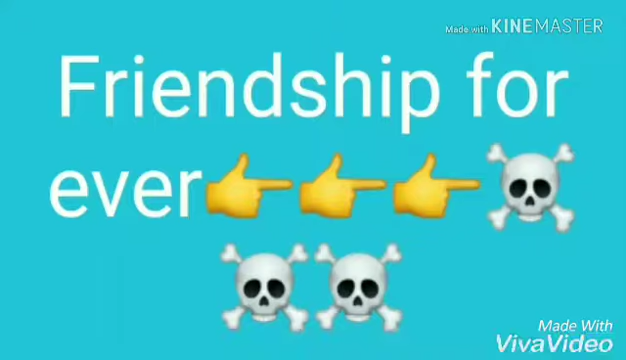 Made with KINEMASTER
Friendship for
ever👉👉👉☠️
☠️☠️
Made With
VivaVideo